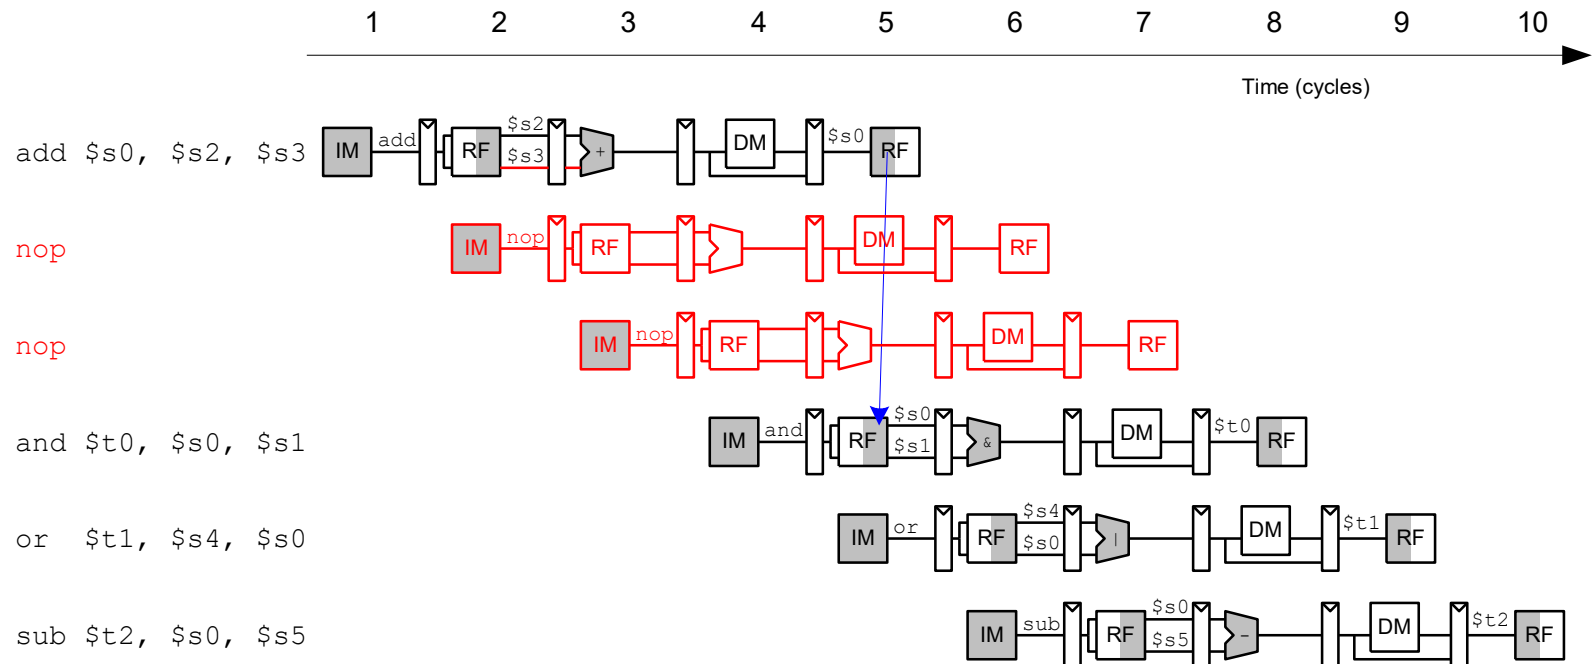 1 2 3 4 5 6 7 8 9 10
Time (cycles)
add $s0, $s2, $s3 IM add RF $s2 $s3 + DM $s0 RF
nop IM nop RF DM RF
nop IM nop RF DM RF
and $t0, $s0, $s1 IM and RF $s0 $s1 & DM $t0 RF
or $t1, $s4, $s0 IM or RF $s4 $s0 | DM $t1 RF
sub $t2, $s0, $s5 IM sub RF $s0 $s5 - DM $t2 RF